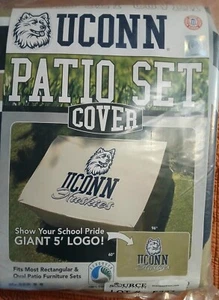 UCONN
PATIO SET
COVER
UCONN
Huskies
Show Your School Pride
GIANT 5' LOGO!
UCONN
Huskies
Fits Most Rectangular &
Oval Patio Furniture Sets